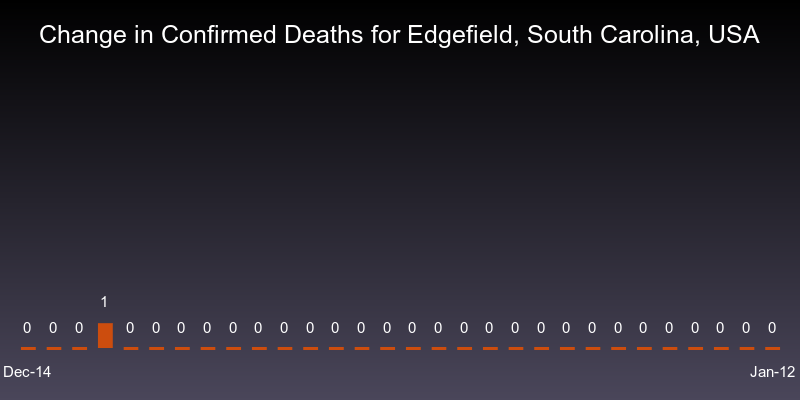 Change in Confirmed Deaths for Edgefield, South Carolina, USA
1
0 0 0 0 0 0 0 0 0 0 0 0 0 0 0 0 0 0 0 0 0 0 0 0 0 0 0 0 0
Dec-14 Jan-12